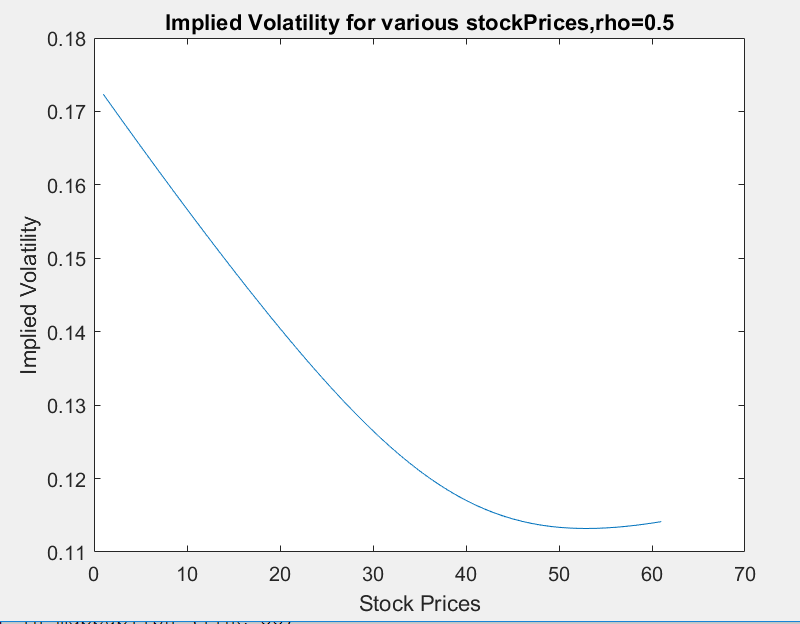 Implied Volatility for various stockPrices,rho=0.5
0.18
0.17
0.16
0.15
0.14
0.13
0.12
0.11
Implied Volatility
0 10 20 30 40 50 60 70
Stock Prices